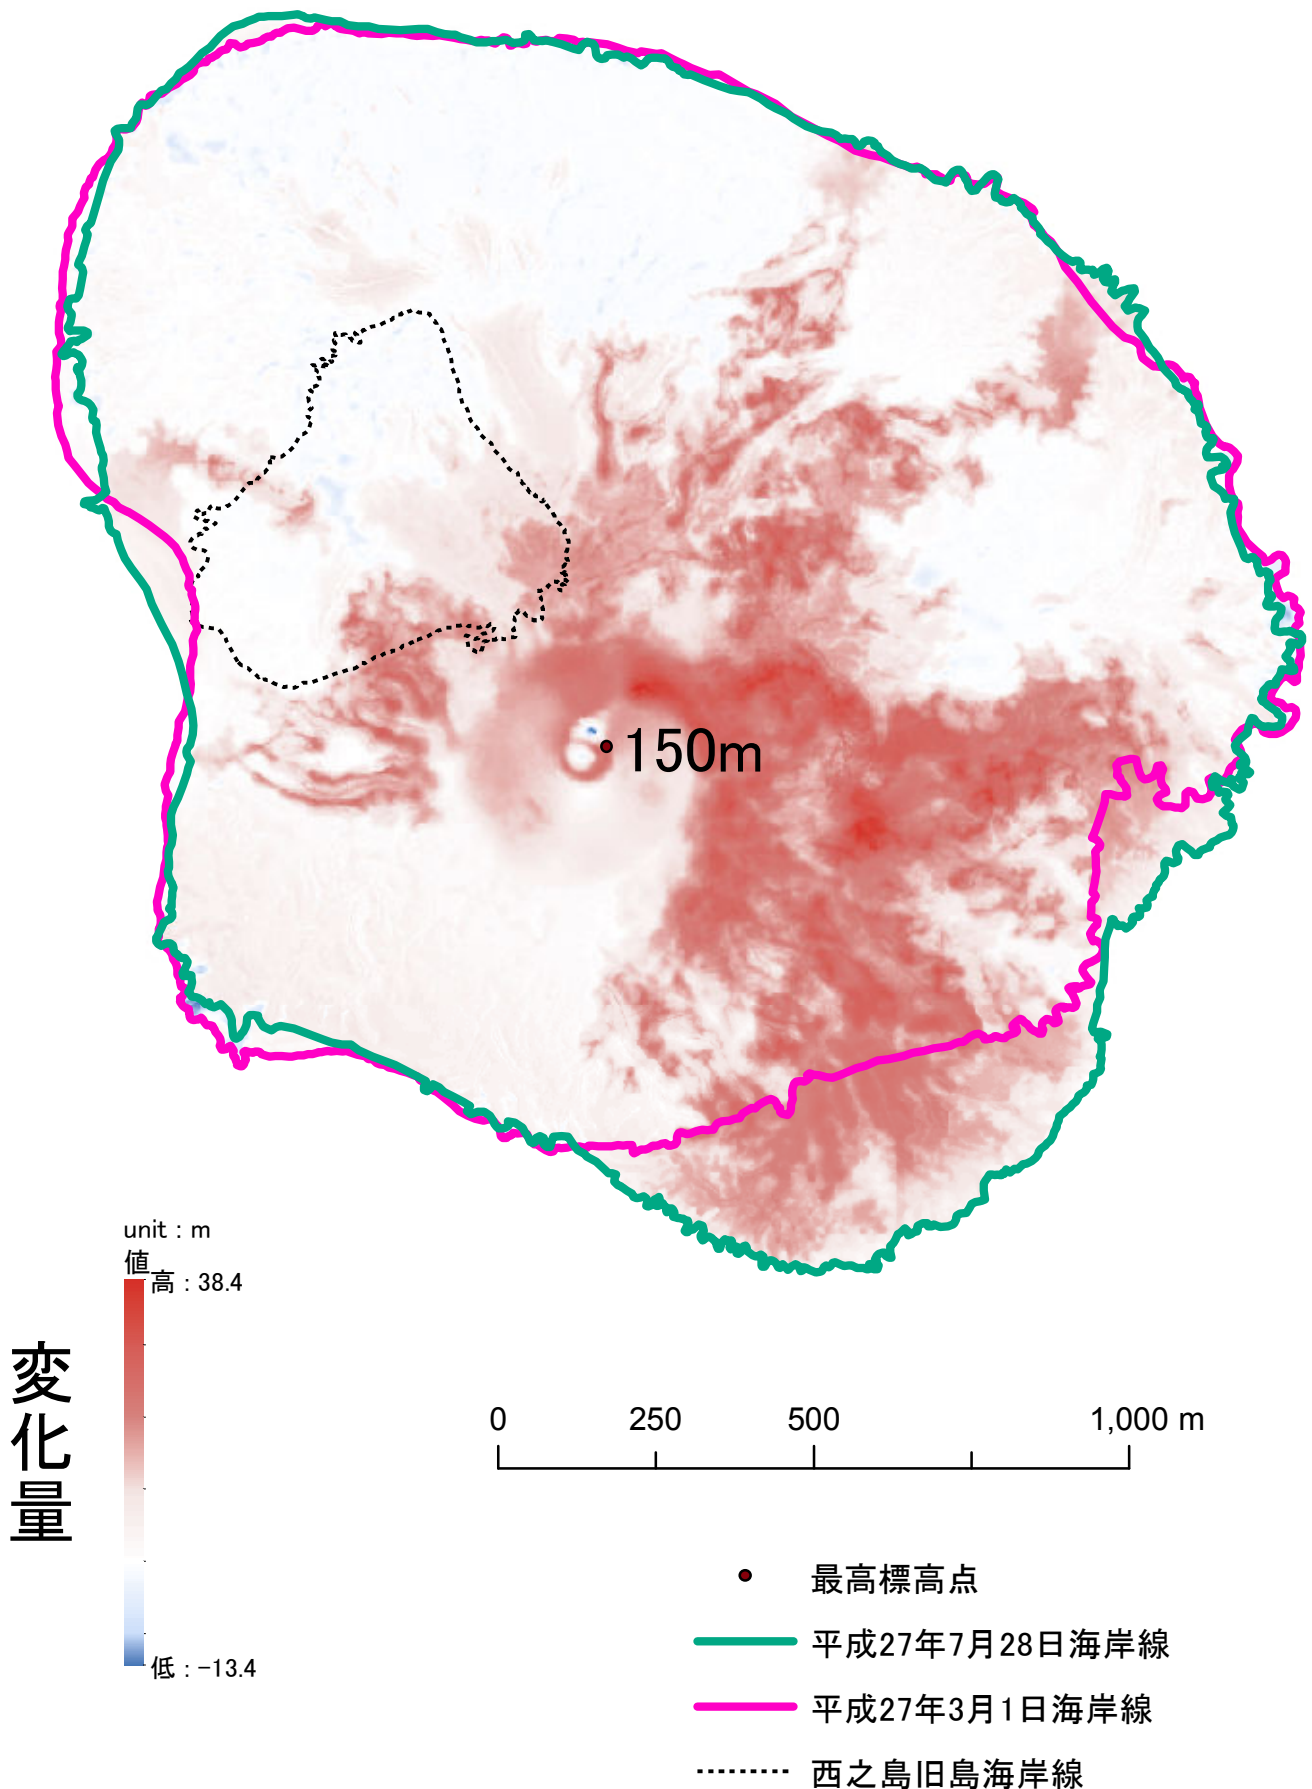 150m
unit : m
値
高 : 38.4
変化量
低 : -13.4
0 250 500 1,000 m
最高標高点
平成27年7月28日海岸線
平成27年3月1日海岸線
西之島旧島海岸線